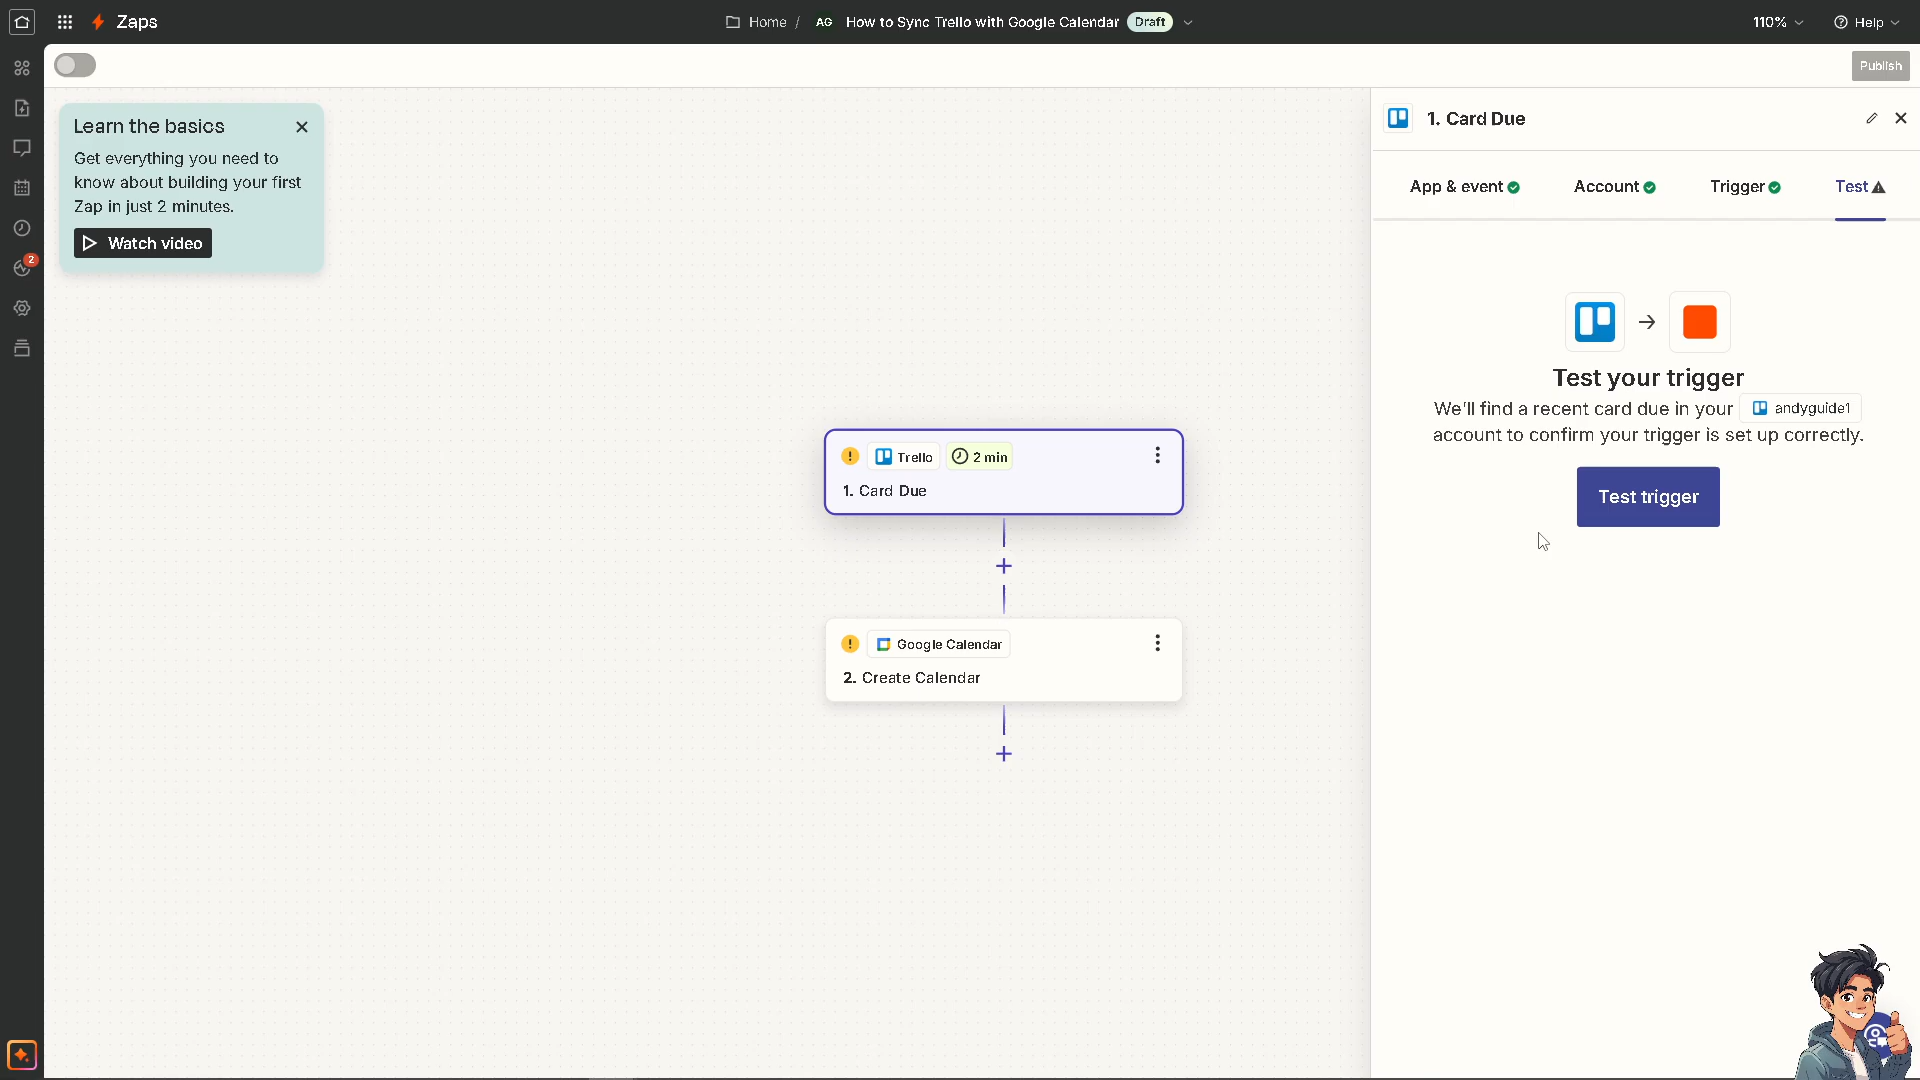 Zaps
Home / AG How to Sync Trello with Google Calendar Draft
110%
Help
Publish
Learn the basics
Get everything you need to
know about building your first
Zap in just 2 minutes.
Watch video
2
Trello 2 min
1. Card Due
Google Calendar
2. Create Calendar
1. Card Due
App & event Account Trigger Test
Test your trigger
We'll find a recent card due in your andyguide1
account to confirm your trigger is set up correctly.
Test trigger